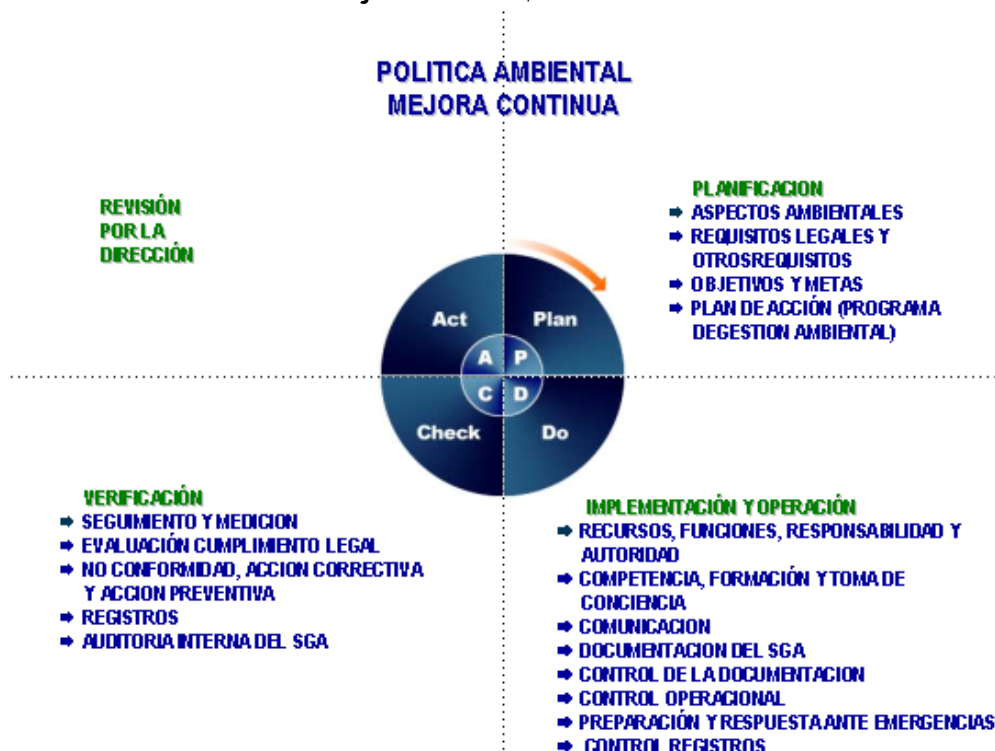 POLITICA AMBIENTAL
MEJORA CONTINUA
REVISIÓN
POR LA
DIRECCIÓN
PLANIFICACION
➡ ASPECTOS AMBIENTALES
➡ REQUISITOS LEGALES Y
OTROSREQUISITOS
➡ OBJETIVOS Y METAS
➡ PLAN DE ACCIÓN (PROGRAMA
DEGESTION AMBIENTAL)
Act
Plan
A
P
C
D
Check
Do
VERIFICACIÓN
➡ SEGUIMIENTO Y MEDICION
➡ EVALUACIÓN CUMPLIMIENTO LEGAL
➡ NO CONFORMIDAD, ACCION CORRECTIVA
Y ACCION PREVENTIVA
➡ REGISTROS
➡ AUDITORIA INTERNA DEL SGA
IMPLEMENTACIÓN Y OPERACIÓN
➡ RECURSOS, FUNCIONES, RESPONSABILIDAD Y
AUTORIDAD
➡ COMPETENCIA, FORMACIÓN Y TOMA DE
CONCIENCIA
➡ COMUNICACION
➡ DOCUMENTACION DEL SGA
➡ CONTROL DE LA DOCUMENTACION
➡ CONTROL OPERACIONAL
➡ PREPARACIÓN Y RESPUESTA ANTE EMERGENCIAS
➡ CONTROL REGISTROS